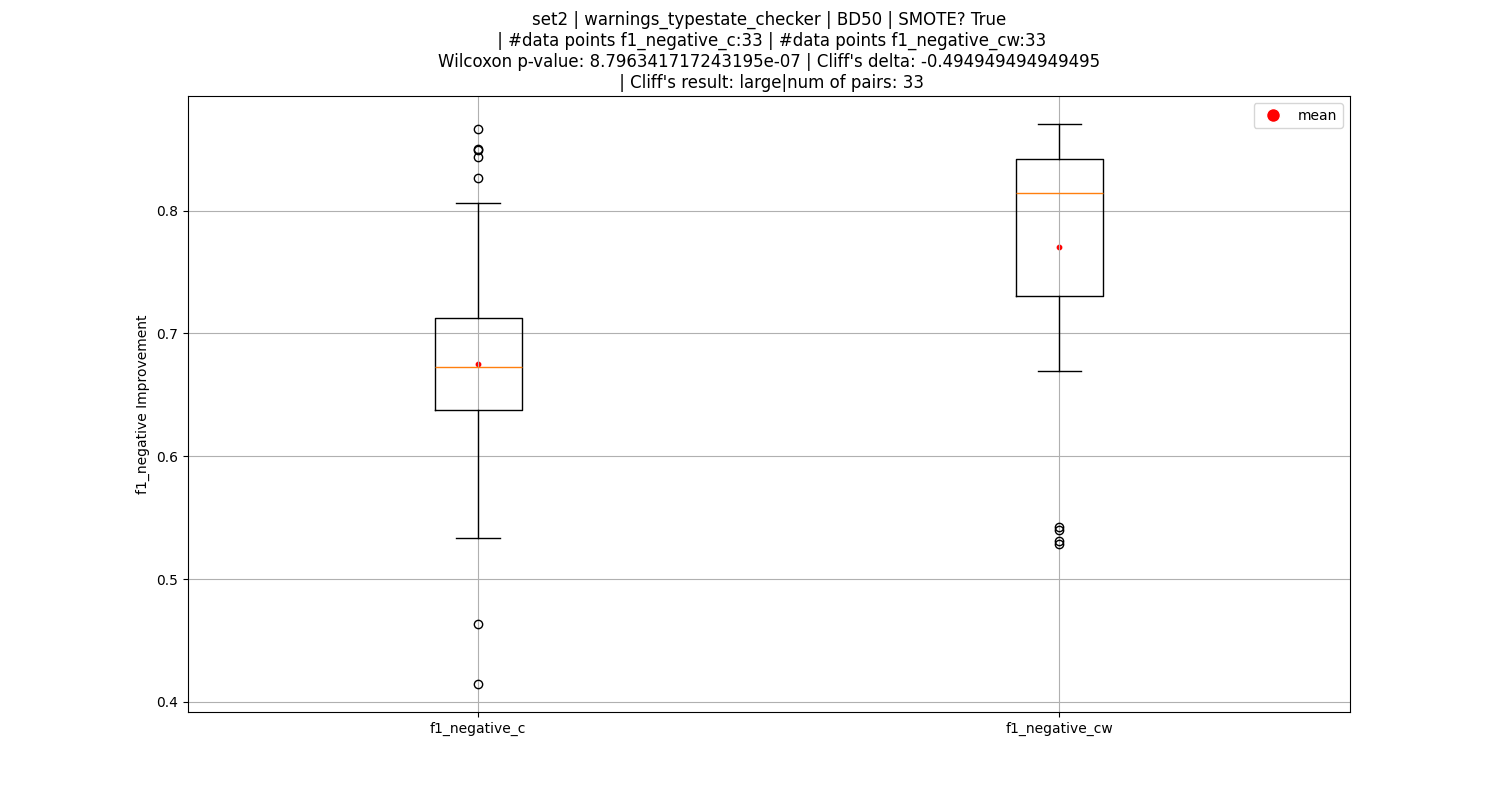 set2 | warnings_typestate_checker | BD50 | SMOTE? True
| #data points f1_negative_c:33 | #data points f1_negative_cw:33
Wilcoxon p-value: 8.796341717243195e-07 | Cliff's delta: -0.494949494949495
| Cliff's result: large|num of pairs: 33
mean
0.8
0.7
0.6
0.5
0.4
f1_negative Improvement
f1_negative_c
f1_negative_cw